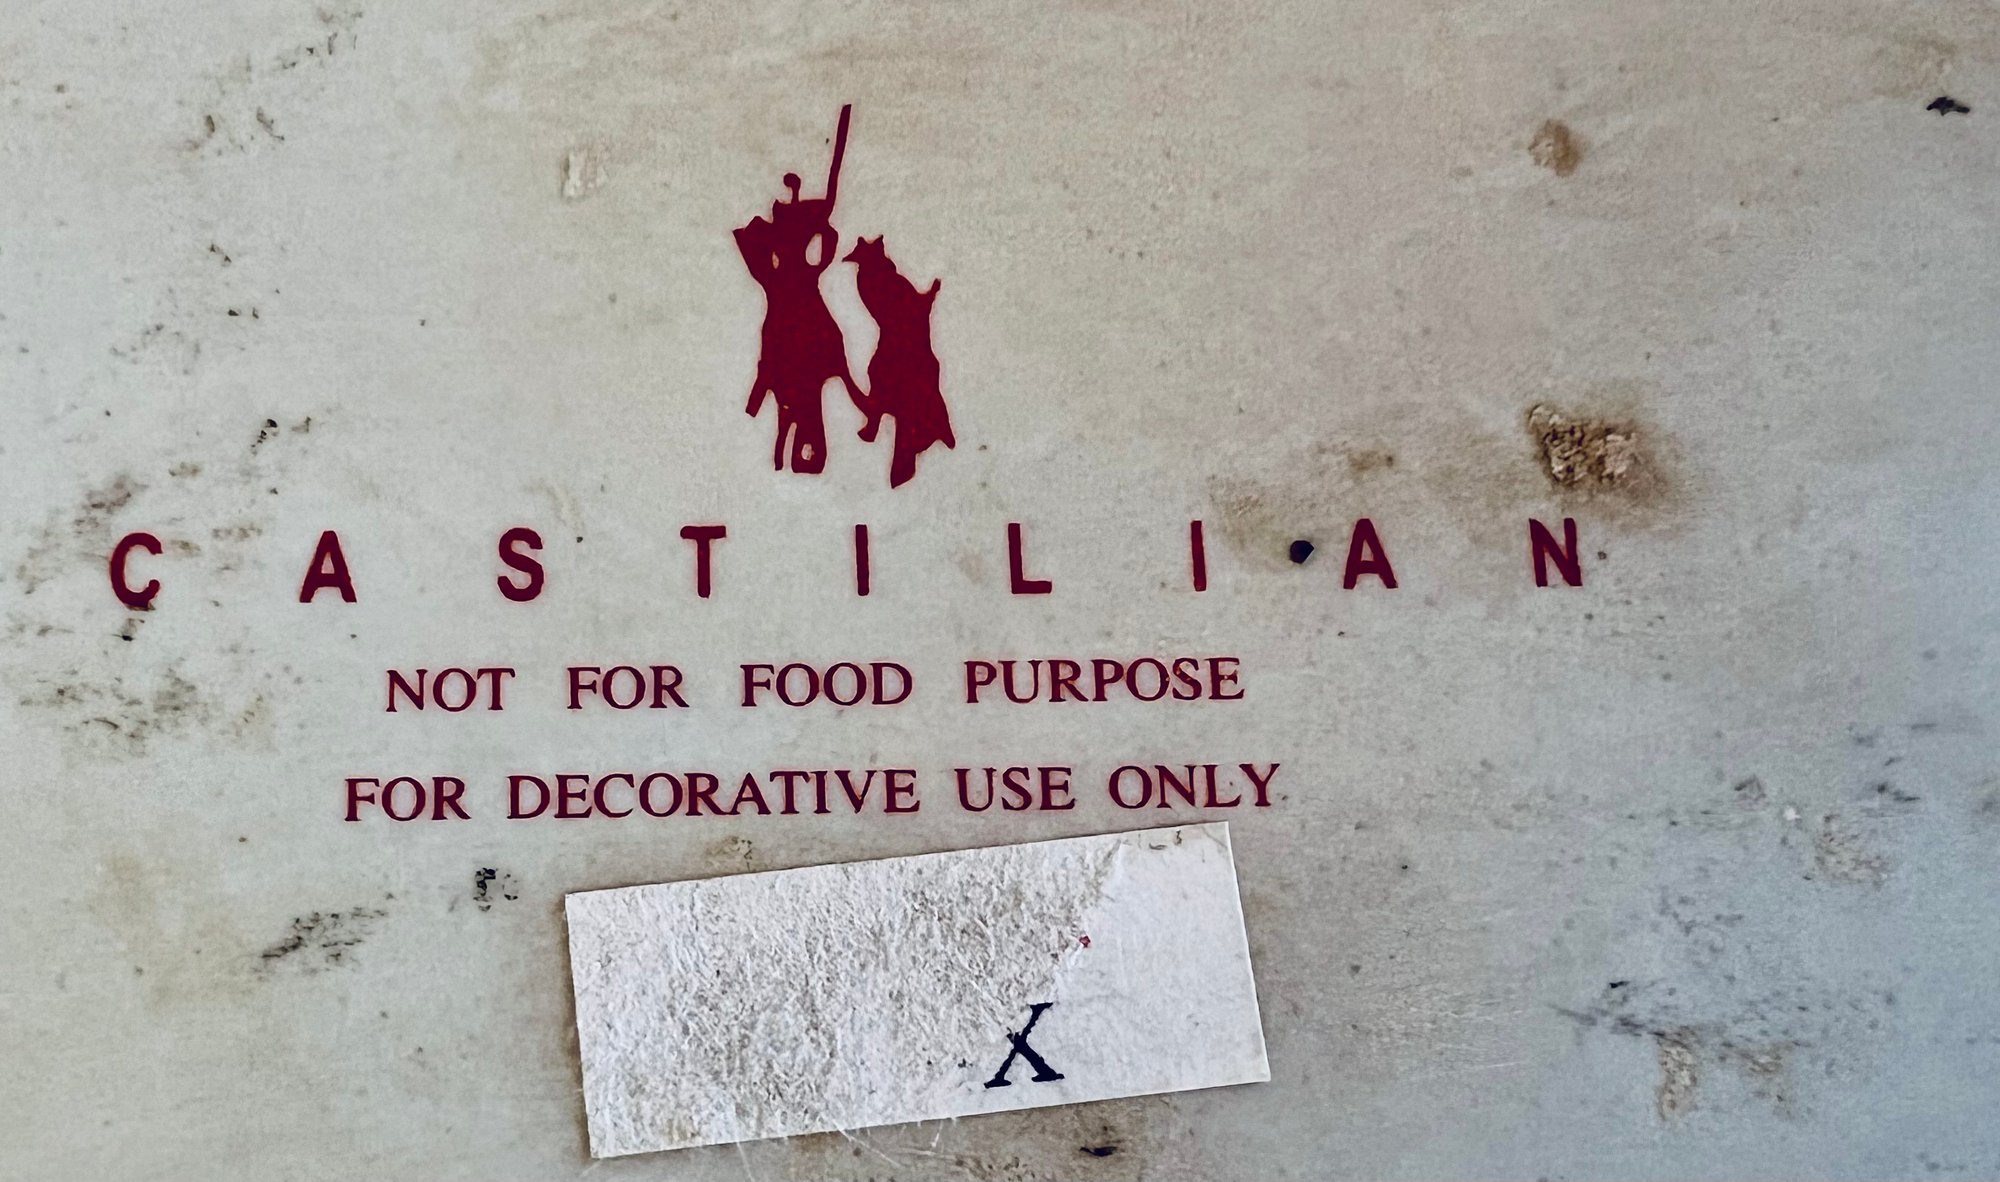 CASTILIAN
NOT FOR FOOD PURPOSE
FOR DECORATIVE USE ONLY
X